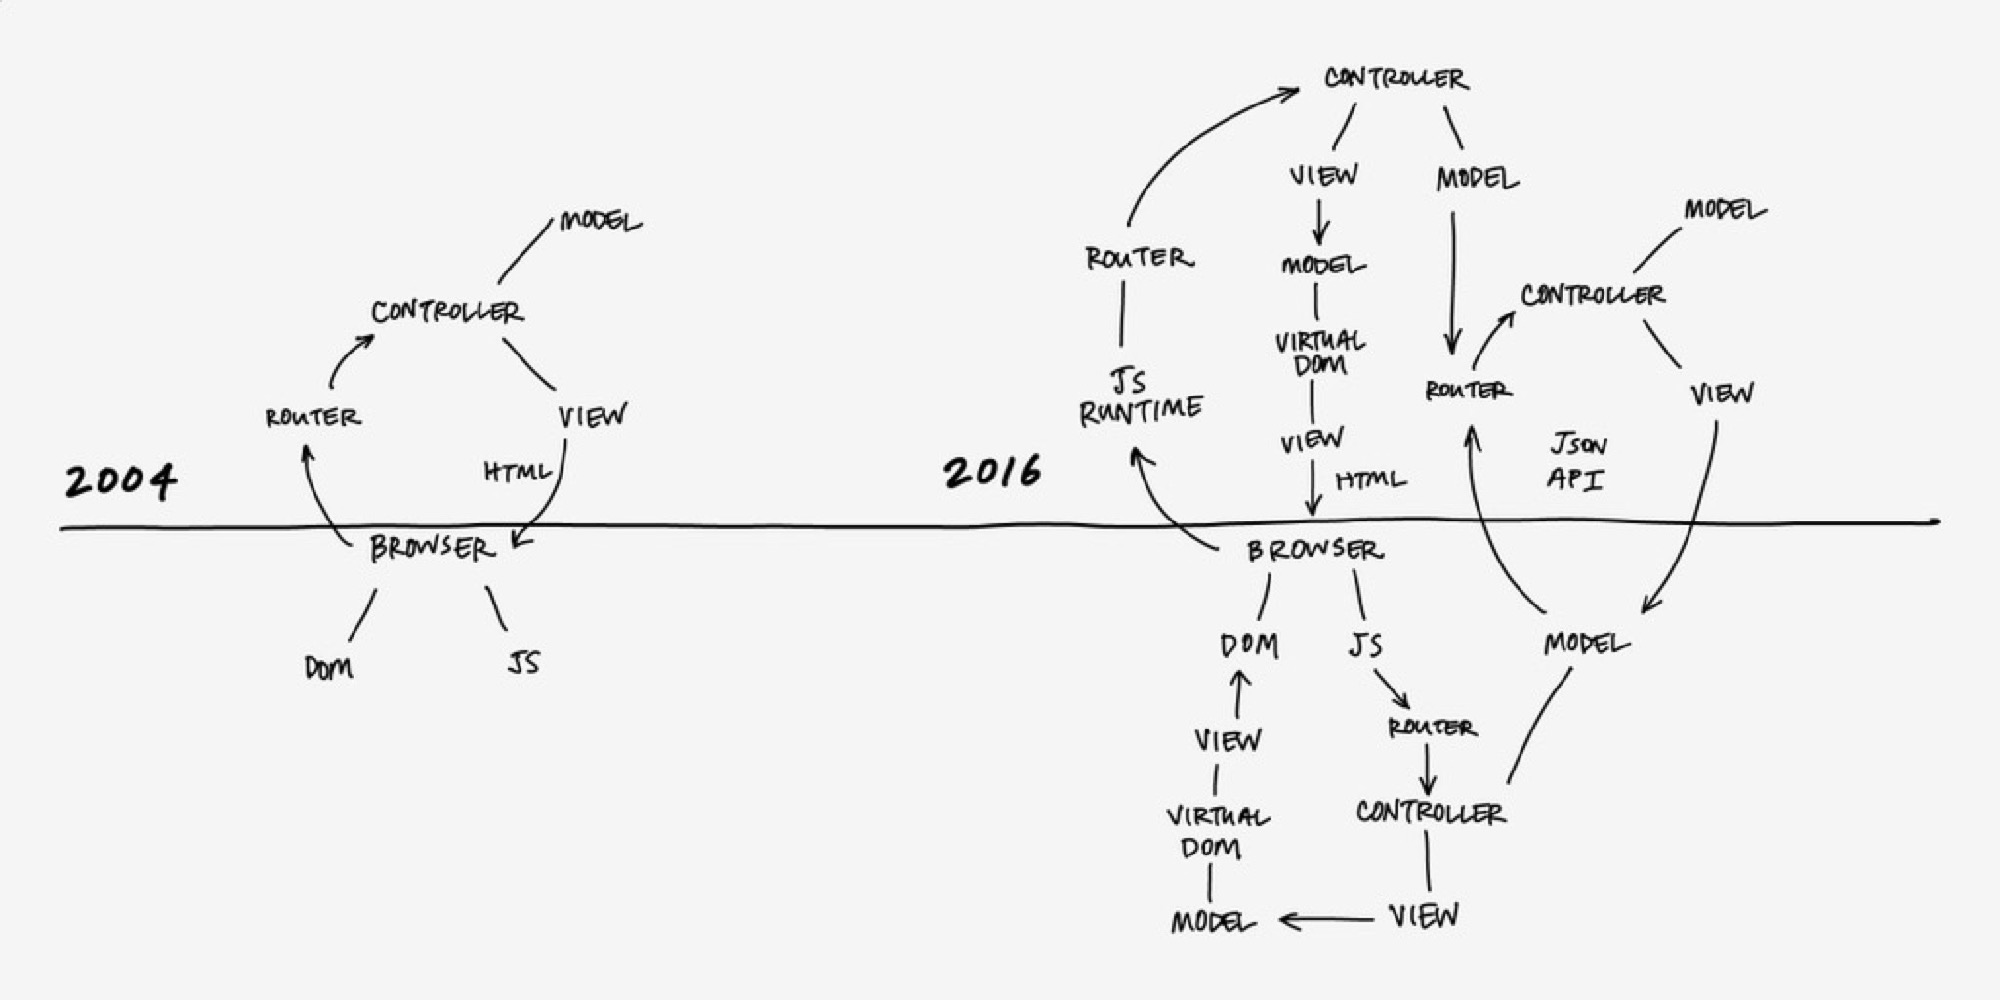 2004
MODEL
CONTROLLER
ROUTER
VIEW
HTML
BROWSER
DOM
JS
2016
CONTROLLER
VIEW
MODEL
ROUTER
MODEL
VIRTUAL
DOM
JS
RUNTIME
VIEW
HTML
MODEL
CONTROLLER
ROUTER
VIEW
JSON
API
BROWSER
DOM
JS
MODEL
VIEW
ROUTER
VIRTUAL
DOM
CONTROLLER
MODEL
VIEW